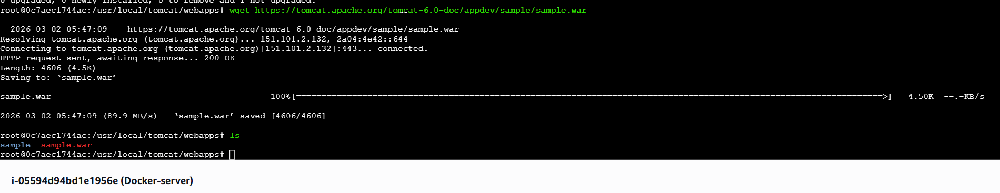 0 upgraded, 0 newly installed, 0 to remove and 1 not upgraded.
root@0c7aec1744ac:/usr/local/tomcat/webapps# wget https://tomcat.apache.org/tomcat-6.0-doc/appdev/sample/sample.war
--2026-03-02 05:47:09--  https://tomcat.apache.org/tomcat-6.0-doc/appdev/sample/sample.war
Resolving tomcat.apache.org (tomcat.apache.org)... 151.101.2.132, 2a04:4e42::644
Connecting to tomcat.apache.org (tomcat.apache.org)|151.101.2.132|:443... connected.
HTTP request sent, awaiting response... 200 OK
Length: 4606 (4.5K)
Saving to: ‘sample.war’
sample.war 100%[===================================================================================================================>] 4.50K --.-KB/s
2026-03-02 05:47:09 (89.9 MB/s) - ‘sample.war’ saved [4606/4606]
root@0c7aec1744ac:/usr/local/tomcat/webapps# ls
sample  sample.war
root@0c7aec1744ac:/usr/local/tomcat/webapps#
i-05594d94bd1e1956e (Docker-server)